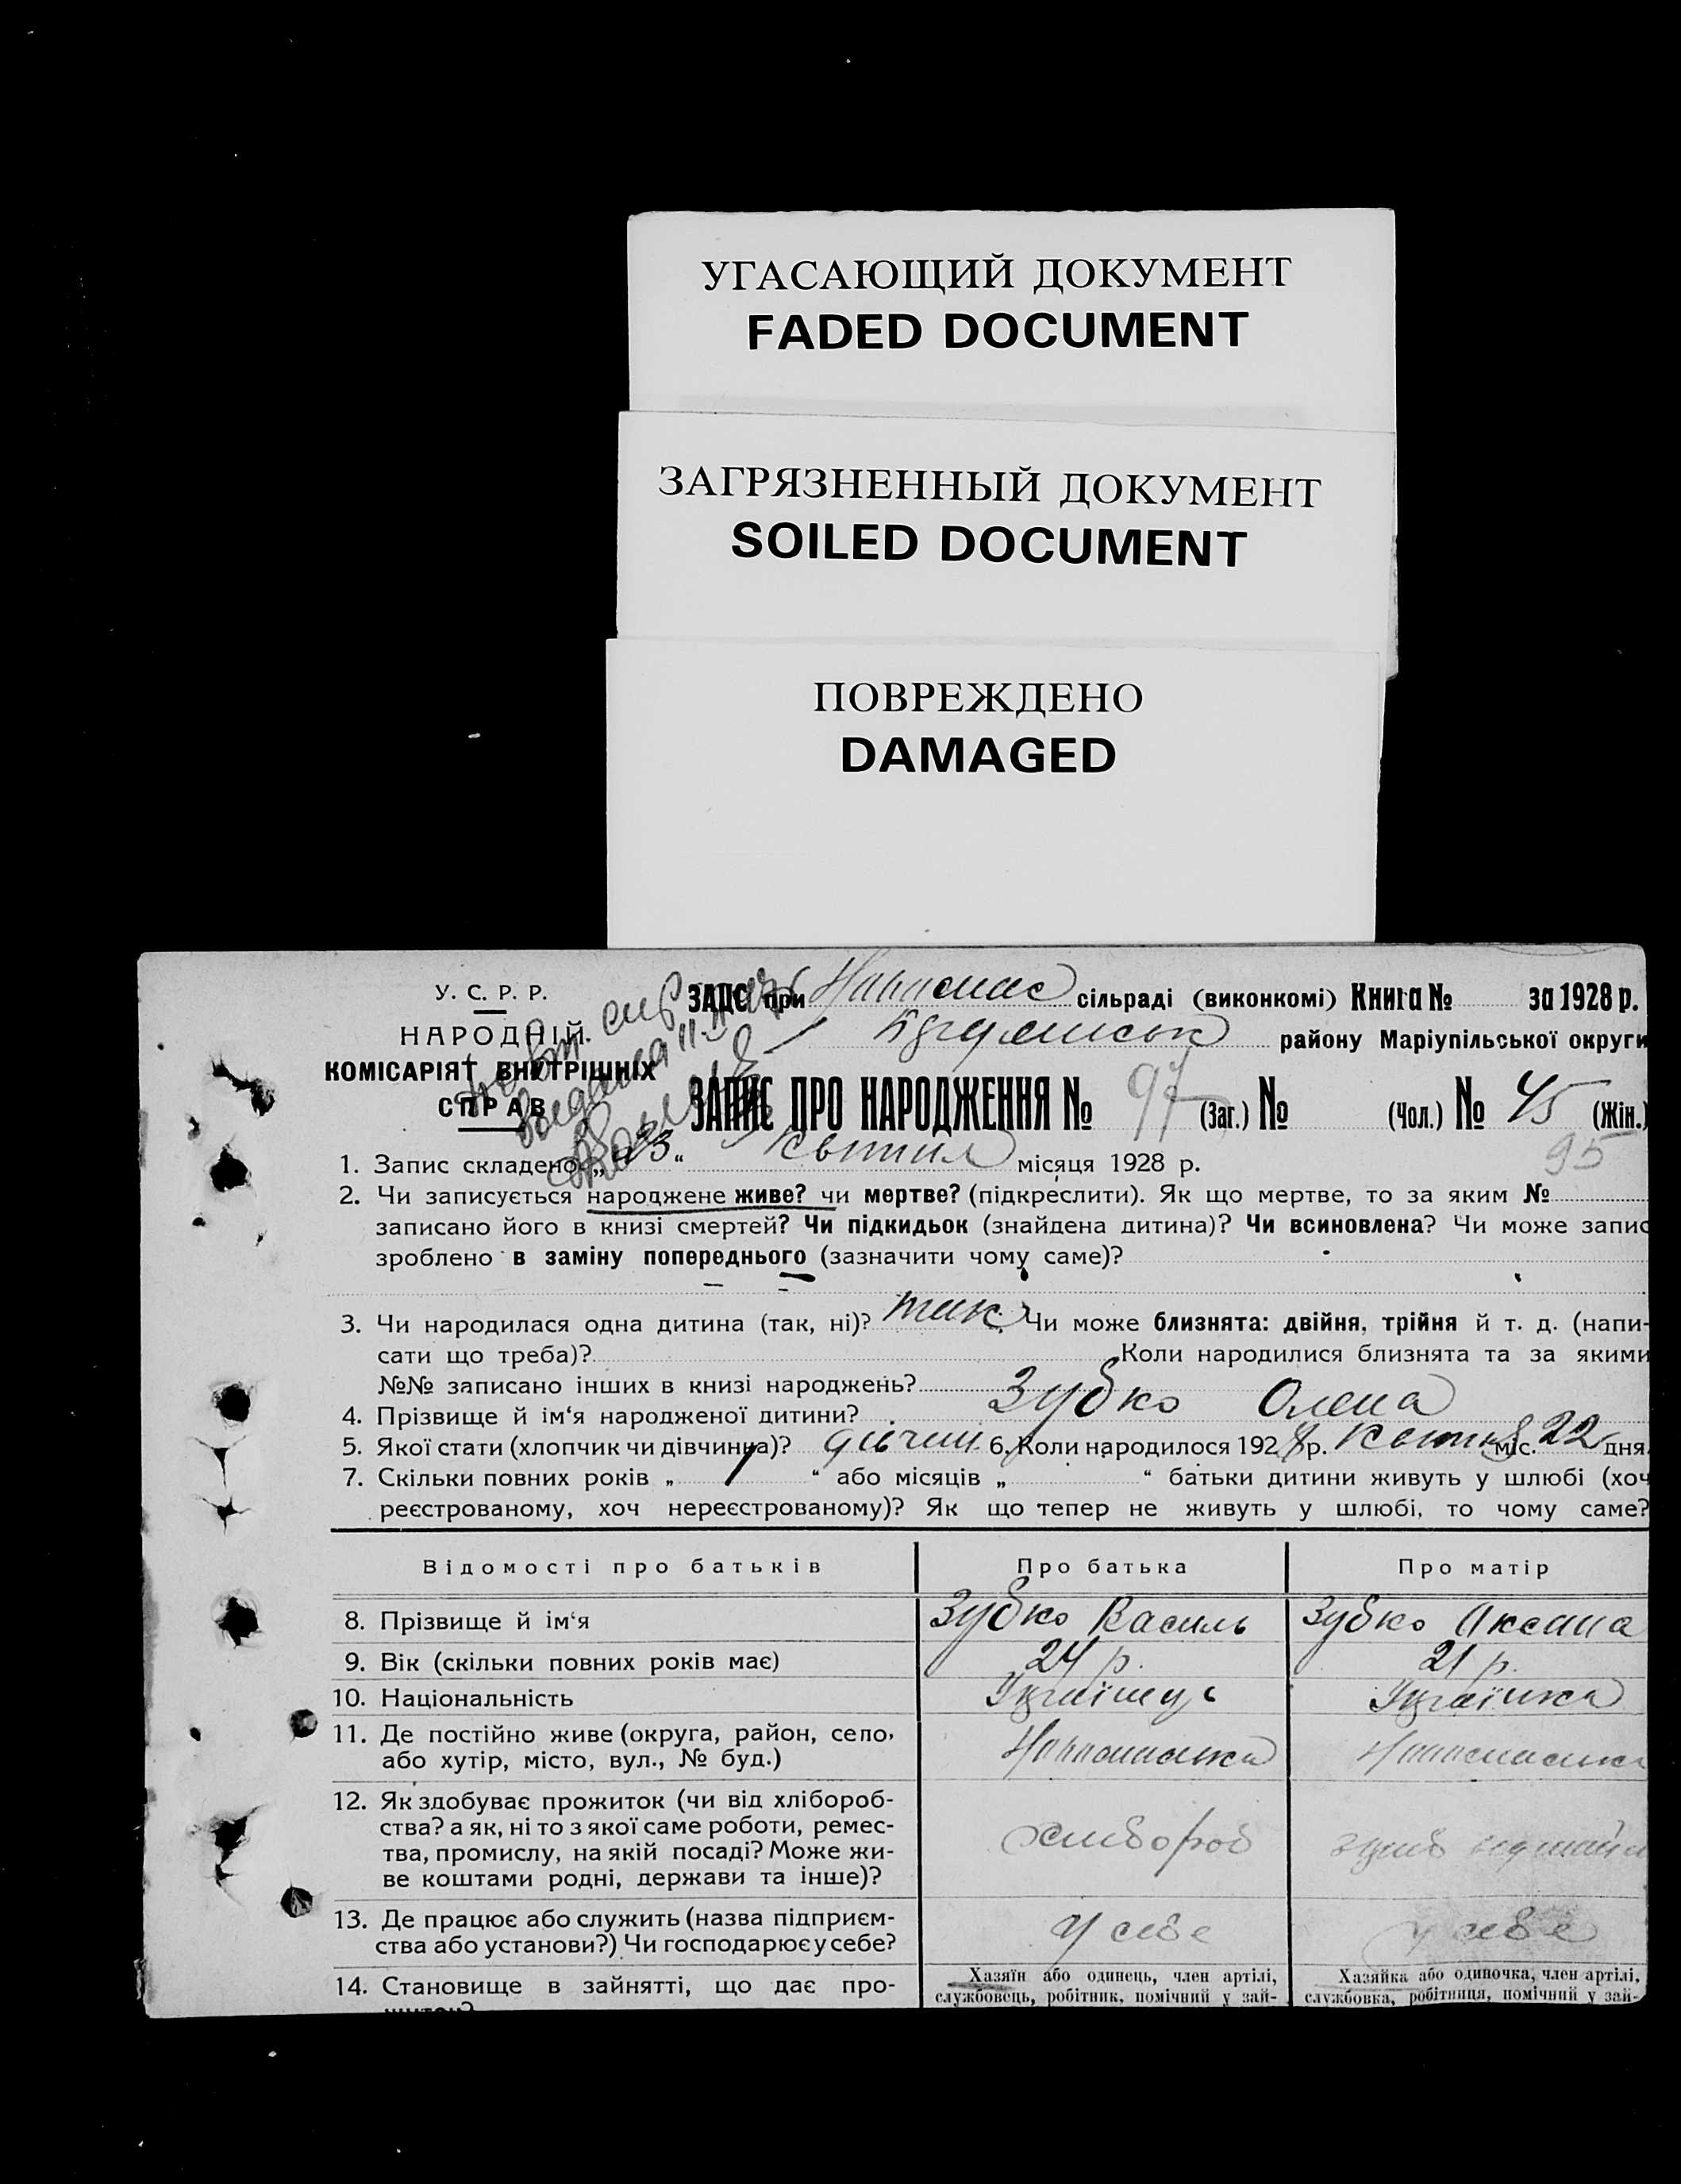 УГАСАЮЩИЙ ДОКУМЕНТ
FADED DOCUMENT
ЗАГРЯЗНЕННЫЙ ДОКУМЕНТ
SOILED DOCUMENT
ПОВРЕЖДЕНО
DAMAGED
У. С. Р. Р.
НАРОДНІЙ
КОМІСАРІЯТ ВНУТРІШНІХ
СПРАВ
ЗАПС при сільраді (виконкомі) Книга № за 1928 р.
району Маріупільської округи
ЗАПИС ПРО НАРОДЖЕННЯ № 97 (Заг.) № (Чол.) № 45 (Жін.)
95
1. Запис складено „23“ квітня місяця 1928 р.
2. Чи записується народжене живе? чи мертве? (підкреслити). Як що мертве, то за яким №
записано його в книзі смертей? Чи підкидьок (знайдена дитина)? Чи всиновлена? Чи може запис
зроблено в заміну попереднього (зазначити чому саме)?
3. Чи народилася одна дитина (так, ні)? так Чи може близнята: двійня, трійня й т. д. (напи-
сати що треба)? Коли народилися близнята та за якими
№№ записано інших в книзі народжень?
4. Прізвище й ім‘я народженої дитини? Зубко Олена
5. Якої стати (хлопчик чи дівчинка)? дівчин 6. Коли народилося 1928 р. квітня міс. 22 дня.
7. Скільки повних років „ 1 “ або місяців „ “ батьки дитини живуть у шлюбі (хоч
реєстрованому, хоч нереєстрованому)? Як що тепер не живуть у шлюбі, то чому саме?
Відомості про батьків Про батька Про матір
8. Прізвище й ім‘я Зубко Василь Зубко Оксана
9. Вік (скільки повних років має) 24 р. 21 р.
10. Національність Українець Українка
11. Де постійно живе (округа, район, село,
або хутір, місто, вул., № буд.)
12. Як здобуває прожиток (чи від хлібороб-
ства? а як, ні то з якої саме роботи, ремес-
тва, промислу, на якій посаді? Може жи-
ве коштами родні, держави та інше)? хлібороб
13. Де працює або служить (назва підприєм-
ства або установи?) Чи господарює у себе? у себе у себе
14. Становище в зайнятті, що дає про-
Хазяїн або одинець, член артілі,
службовець, робітник, помічний у зай-
Хазяйка або одиночка, член артілі,
службовка, робітниця, помічний у зай-